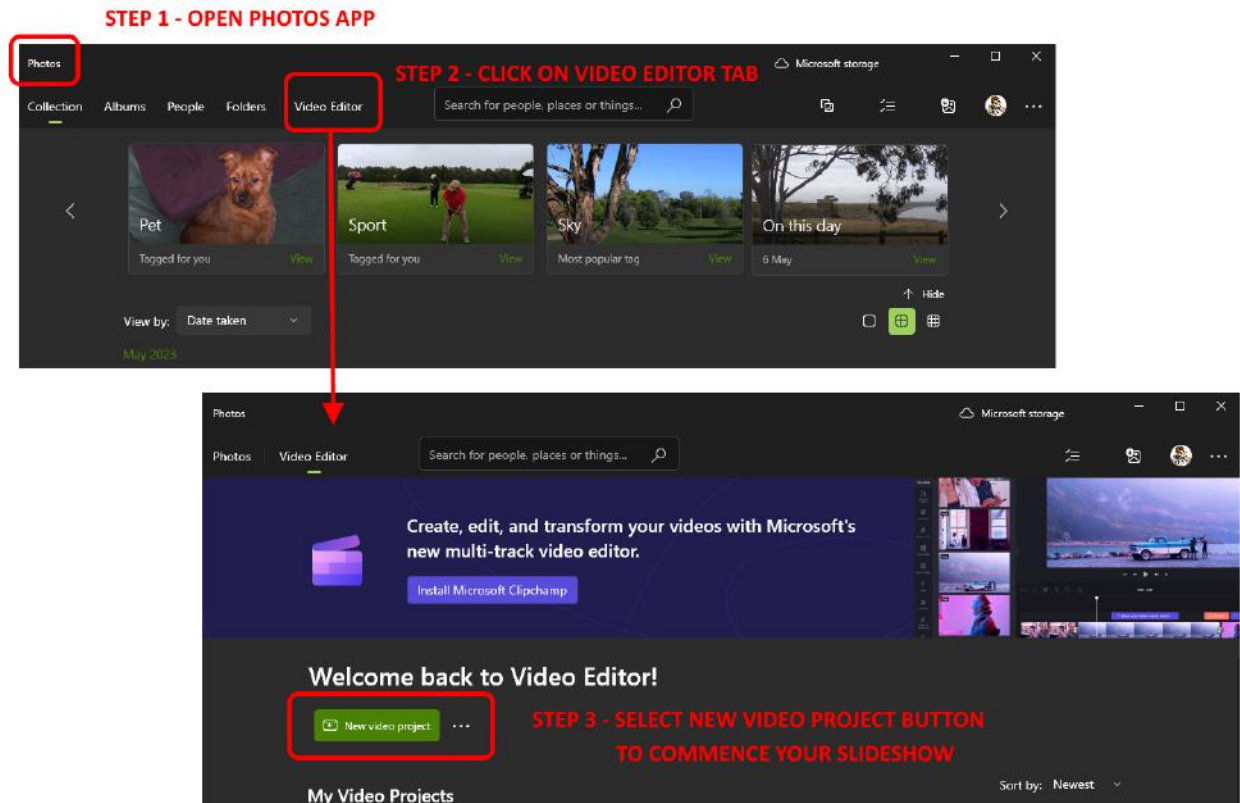 STEP 1 - OPEN PHOTOS APP
Photos
STEP 2 - CLICK ON VIDEO EDITOR TAB
Microsoft storage
Collection Albums People Folders Video Editor
Search for people, places or things...
Pet
Sport
Sky
On this day
Tagged for you View
Tagged for you View
Most popular tag View
6 May View
Hide
View by: Date taken
May 2023
Photos
Microsoft storage
Photos Video Editor
Search for people, places or things...
Create, edit, and transform your videos with Microsoft's
new multi-track video editor.
Install Microsoft Clipchamp
Welcome back to Video Editor!
New video project
STEP 3 - SELECT NEW VIDEO PROJECT BUTTON
TO COMMENCE YOUR SLIDESHOW
My Video Projects
Sort by: Newest